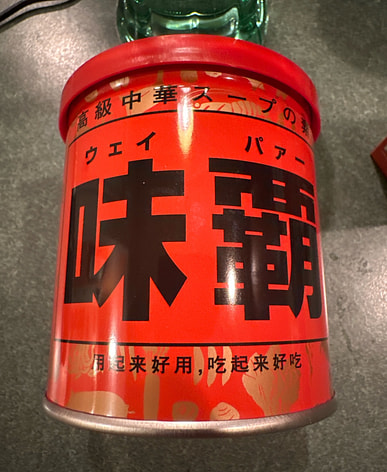 高級中華スープの素
ウェイ パァー
味覇
用起来好用,吃起来好吃